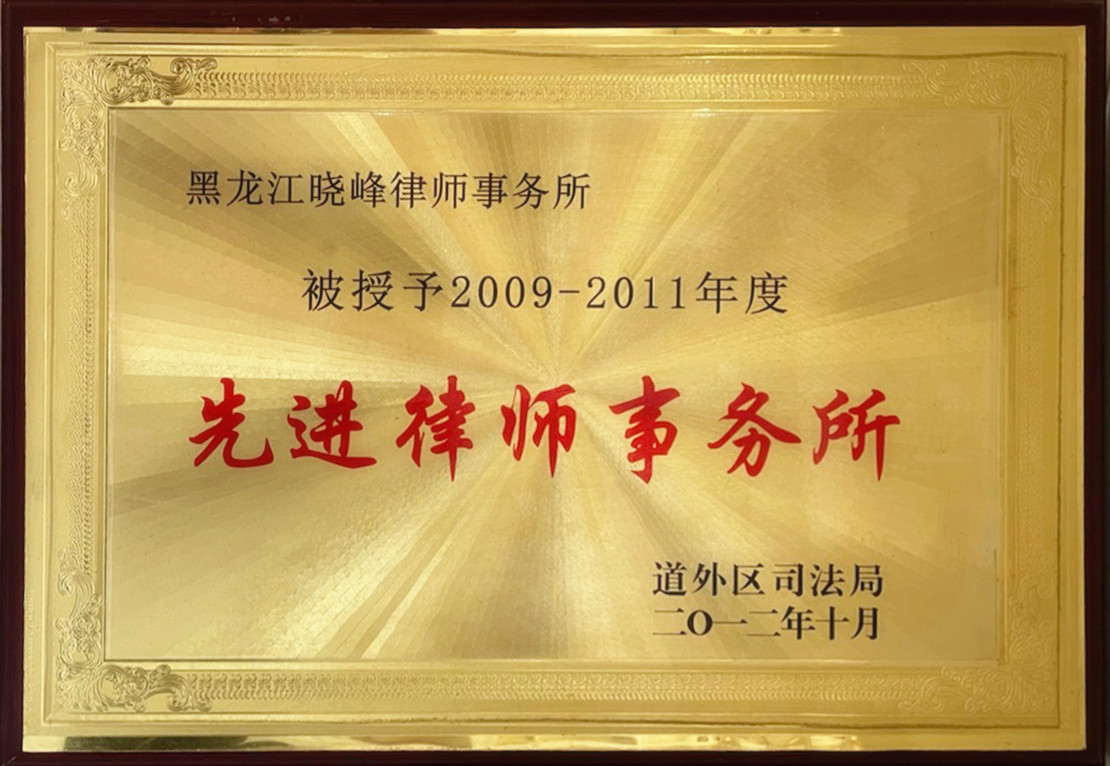 黑龙江晓峰律师事务所
被授予2009-2011年度
先进律师事务所
道外区司法局
二〇一二年十月